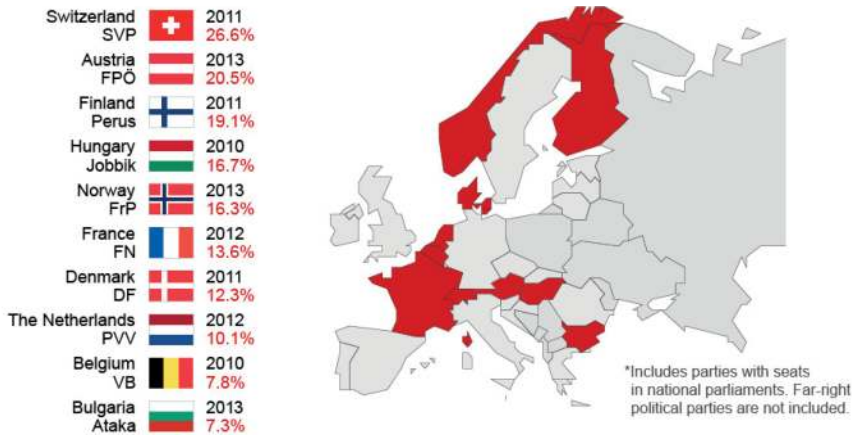 Switzerland 2011
SVP 26.6%
Austria 2013
FPÖ 20.5%
Finland 2011
Perus 19.1%
Hungary 2010
Jobbik 16.7%
Norway 2013
FrP 16.3%
France 2012
FN 13.6%
Denmark 2011
DF 12.3%
The Netherlands 2012
PVV 10.1%
Belgium 2010
VB 7.8%
Bulgaria 2013
Ataka 7.3%
*Includes parties with seats
in national parliaments. Far-right
political parties are not included.